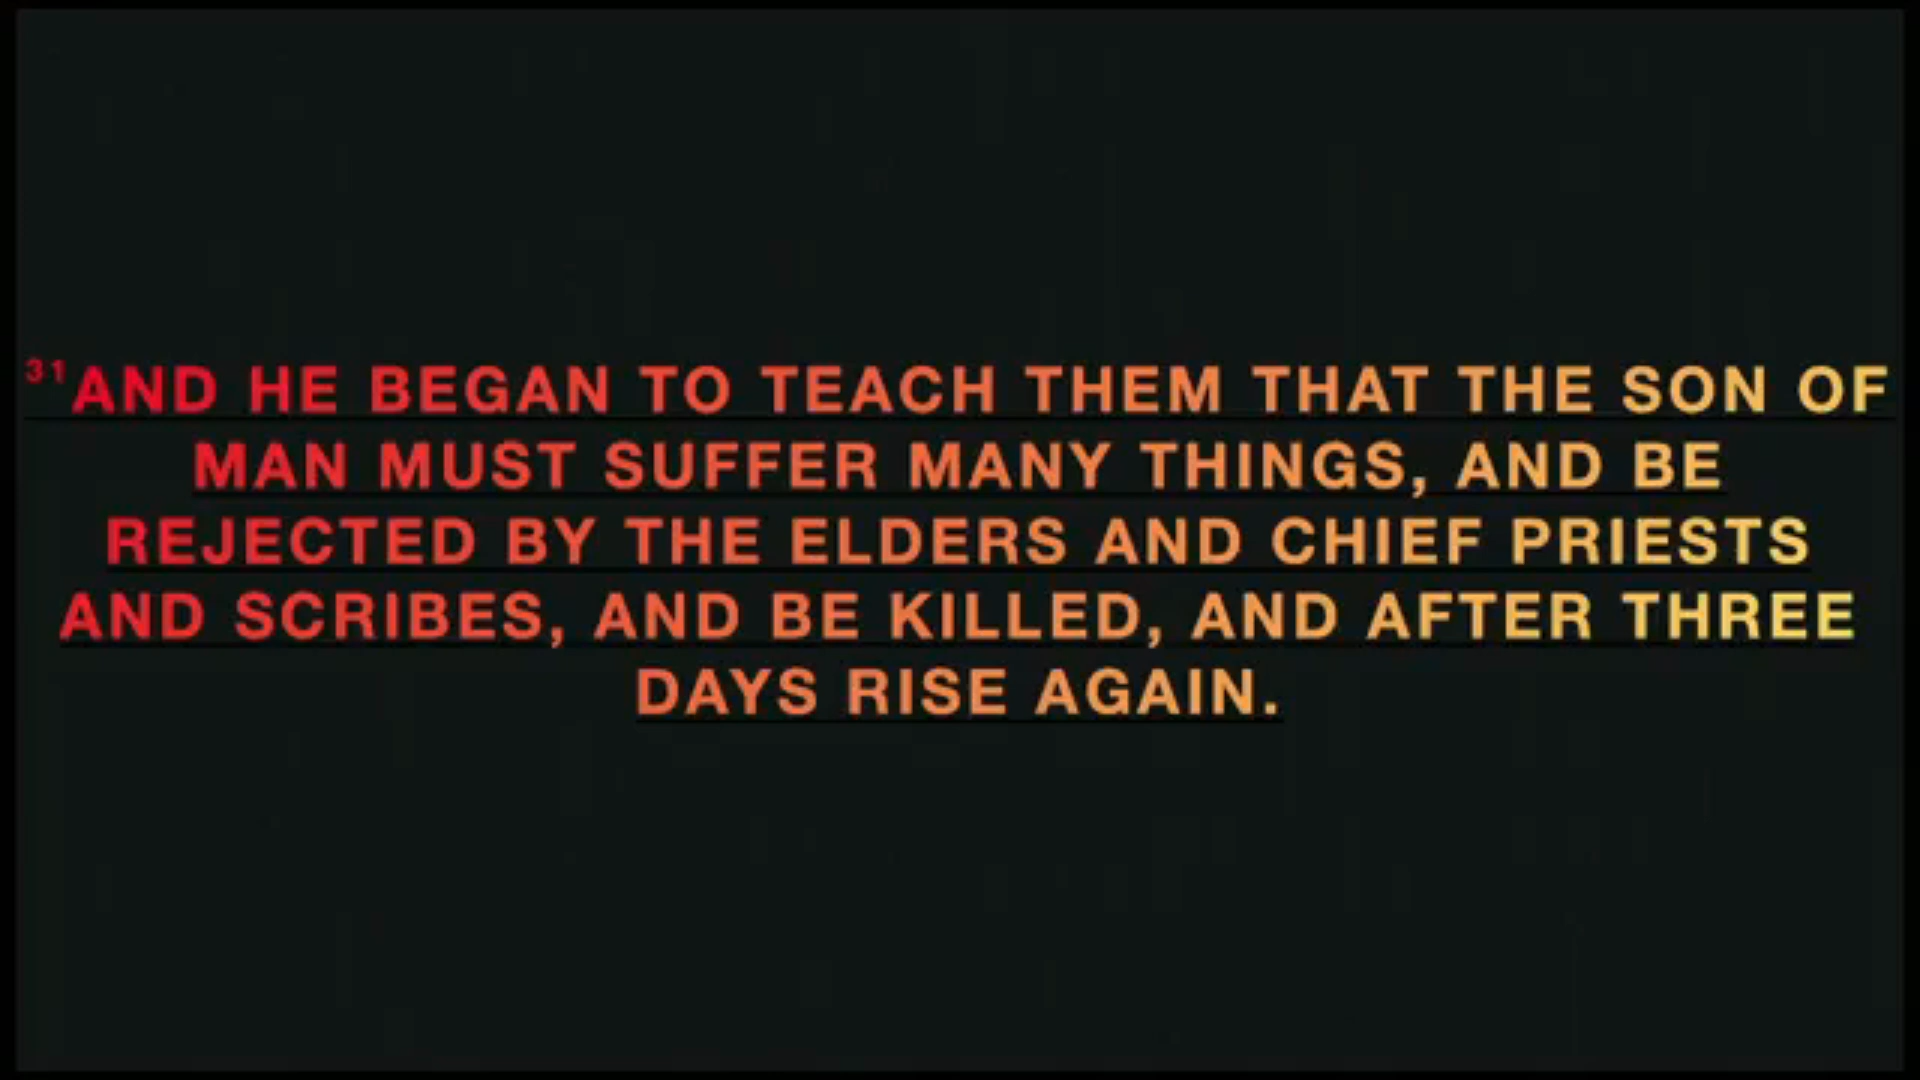 ³¹AND HE BEGAN TO TEACH THEM THAT THE SON OF
MAN MUST SUFFER MANY THINGS, AND BE
REJECTED BY THE ELDERS AND CHIEF PRIESTS
AND SCRIBES, AND BE KILLED, AND AFTER THREE
DAYS RISE AGAIN.